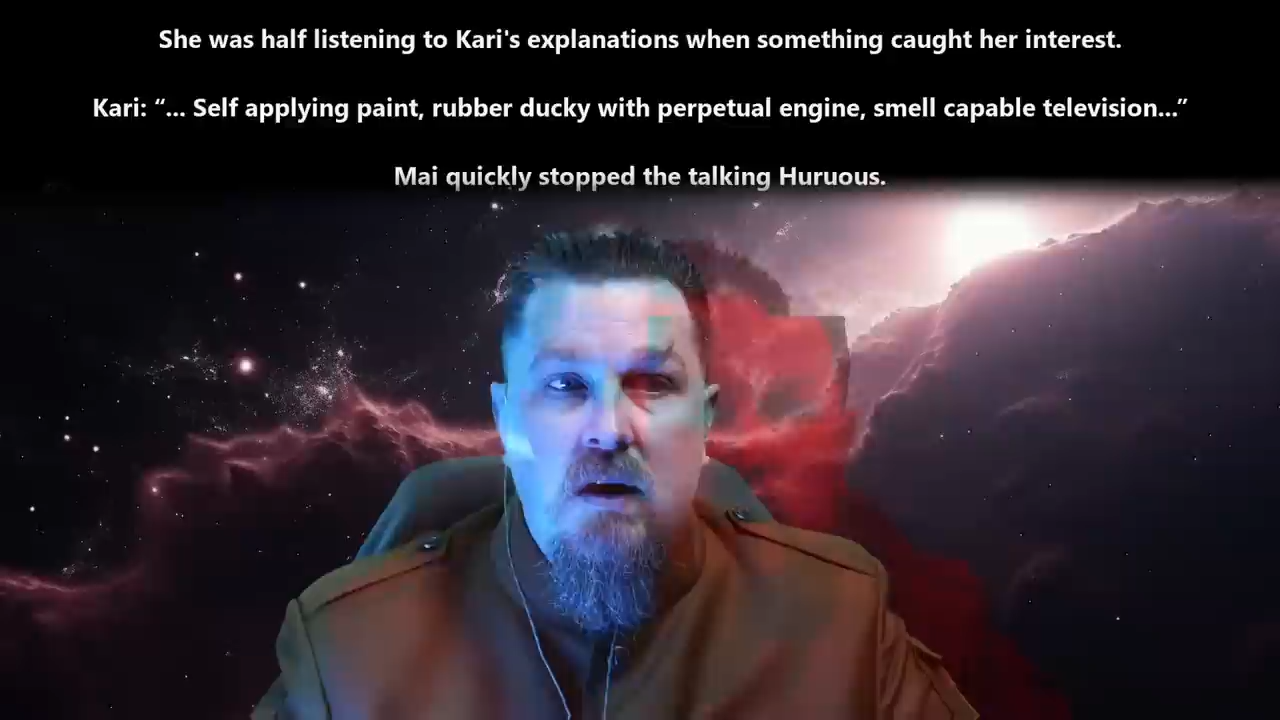 She was half listening to Kari's explanations when something caught her interest.
Kari: “... Self applying paint, rubber ducky with perpetual engine, smell capable television...”
Mai quickly stopped the talking Huruous.